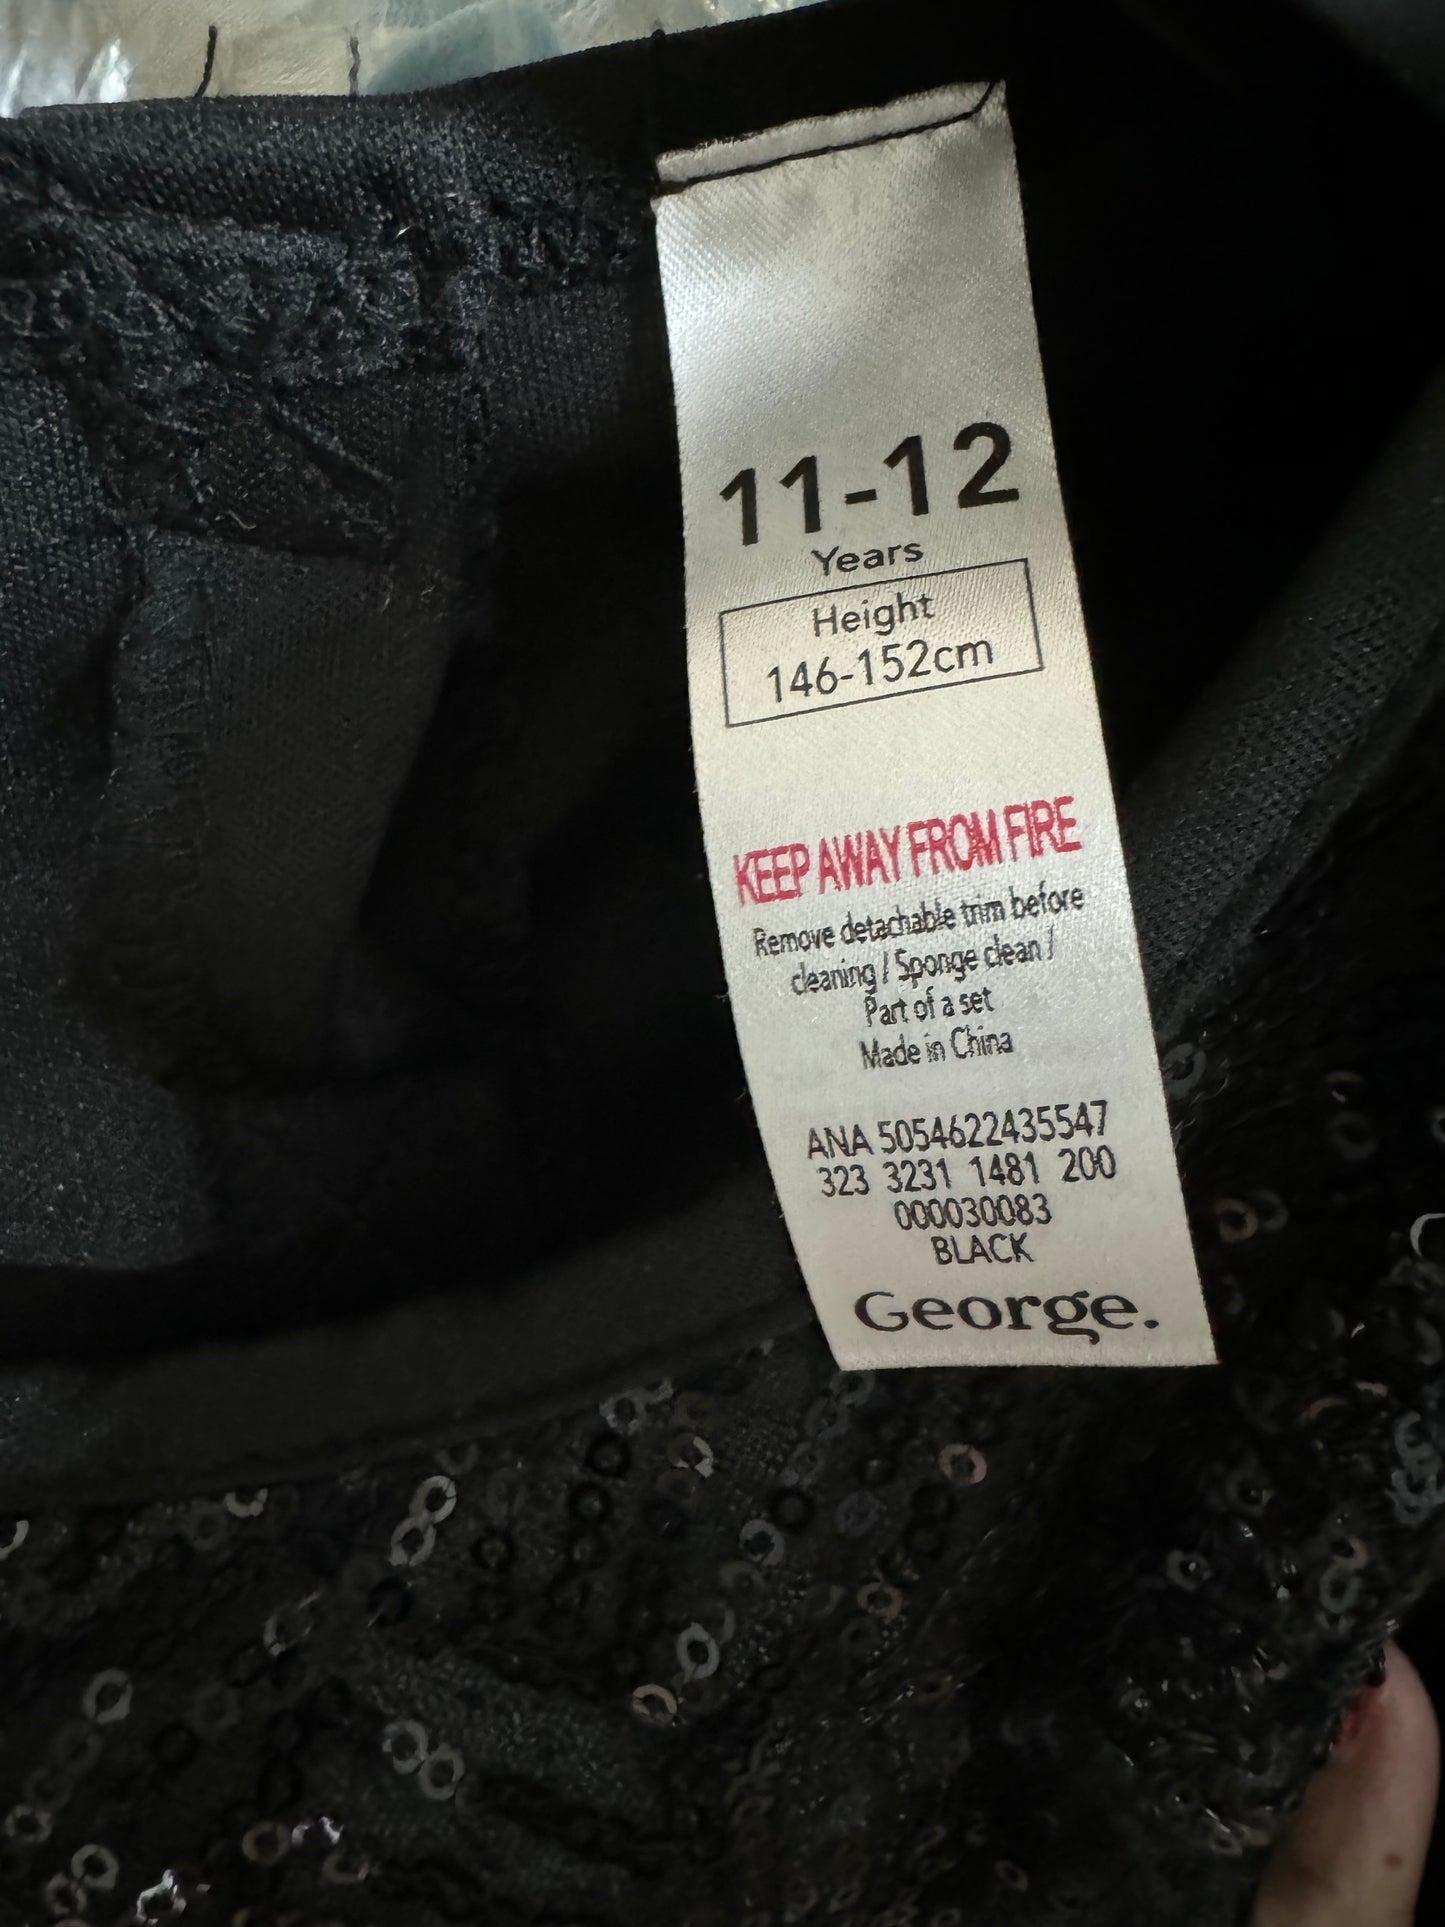 11-12
Years
Height
146-152cm
KEEP AWAY FROM FIRE
Remove detachable trim before
cleaning / Sponge clean /
Part of a set
Made in China
ANA 5054622435547
323 3231 1481 200
000030083
BLACK
George.